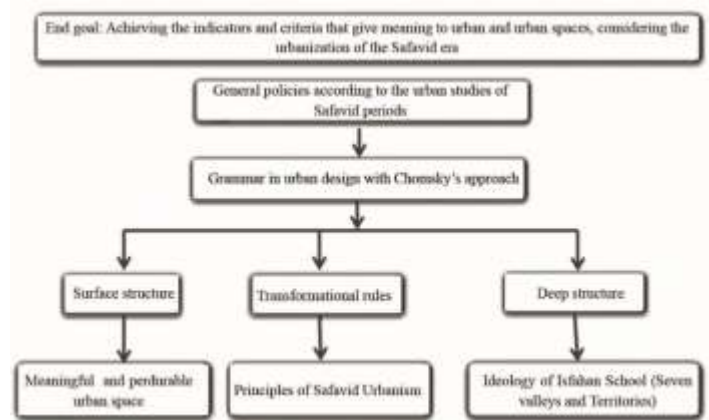 End goal: Achieving the indicators and criteria that give meaning to urban and urban spaces, considering the
urbanization of the Safavid era
General policies according to the urban studies of
Safavid periods
Grammar in urban design with Chomsky's approach
Surface structure
Transformational rules
Deep structure
Meaningful and perdurable
urban space
Principles of Safavid Urbanism
Ideology of Isfahan School (Seven
valleys and Territories)